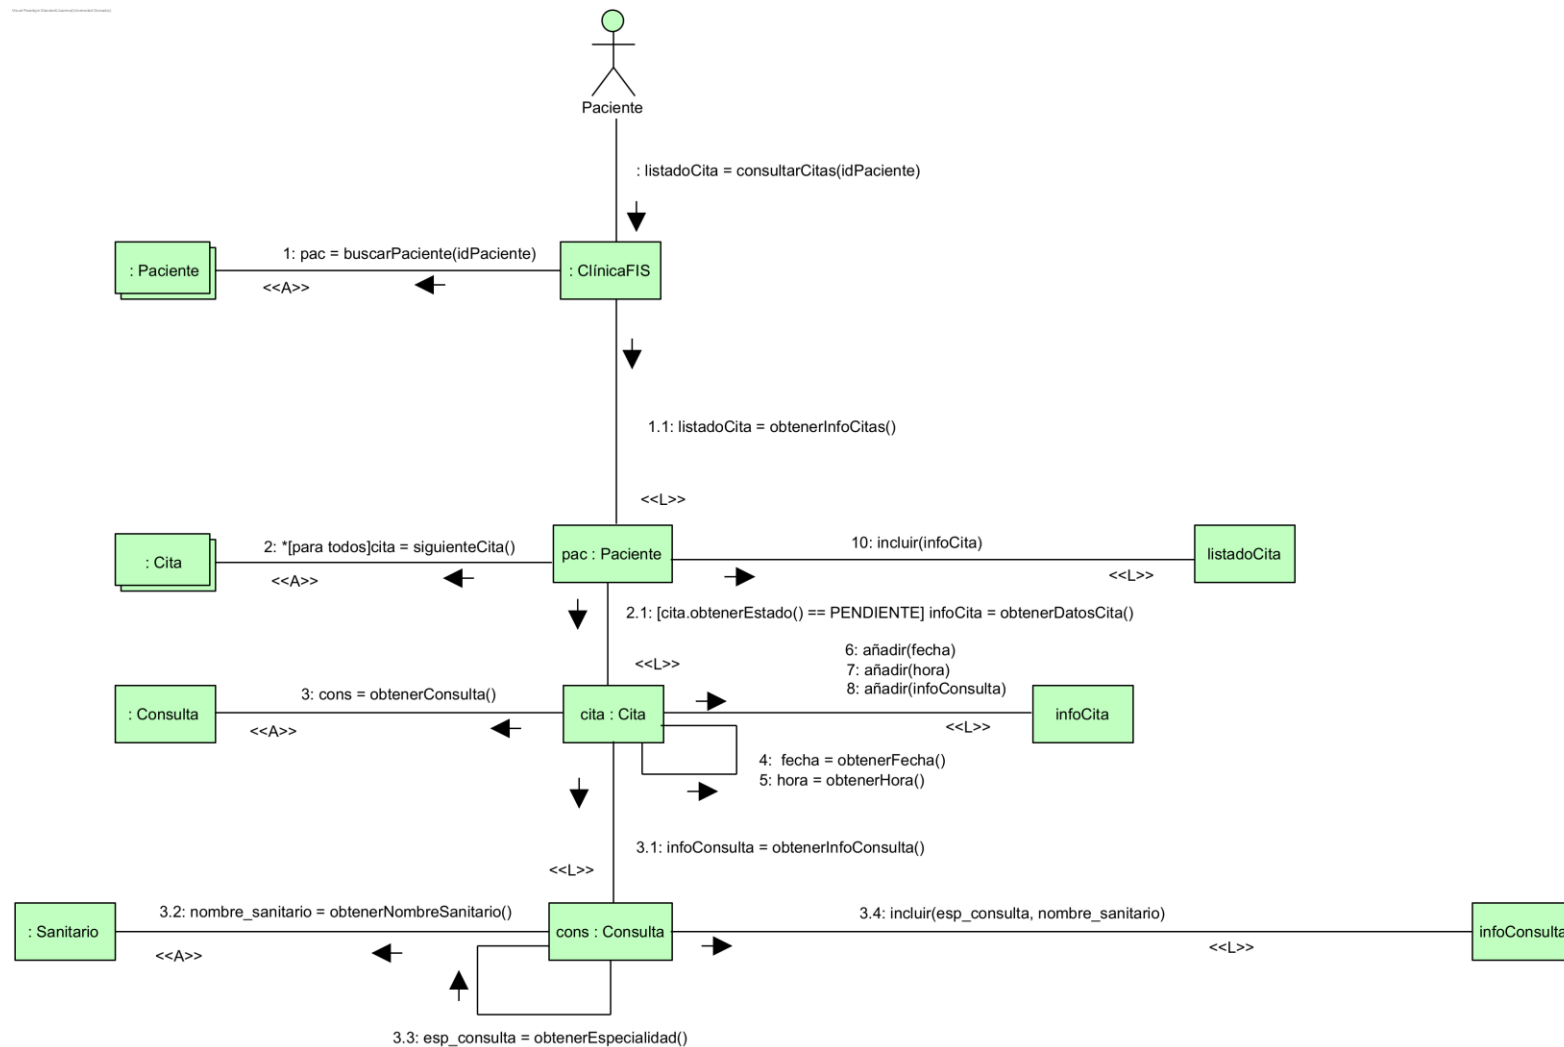 Paciente
: listadoCita = consultarCitas(idPaciente)
: Paciente
1: pac = buscarPaciente(idPaciente)
<<A>>
: ClínicaFIS
1.1: listadoCita = obtenerInfoCitas()
<<L>>
: Cita
2: *[para todos]cita = siguienteCita()
<<A>>
pac : Paciente
10: incluir(infoCita)
<<L>>
listadoCita
2.1: [cita.obtenerEstado() == PENDIENTE] infoCita = obtenerDatosCita()
<<L>>
6: añadir(fecha)
7: añadir(hora)
8: añadir(infoConsulta)
: Consulta
3: cons = obtenerConsulta()
<<A>>
cita : Cita
<<L>>
infoCita
4: fecha = obtenerFecha()
5: hora = obtenerHora()
3.1: infoConsulta = obtenerInfoConsulta()
<<L>>
: Sanitario
3.2: nombre_sanitario = obtenerNombreSanitario()
<<A>>
cons : Consulta
3.4: incluir(esp_consulta, nombre_sanitario)
<<L>>
infoConsulta
3.3: esp_consulta = obtenerEspecialidad()